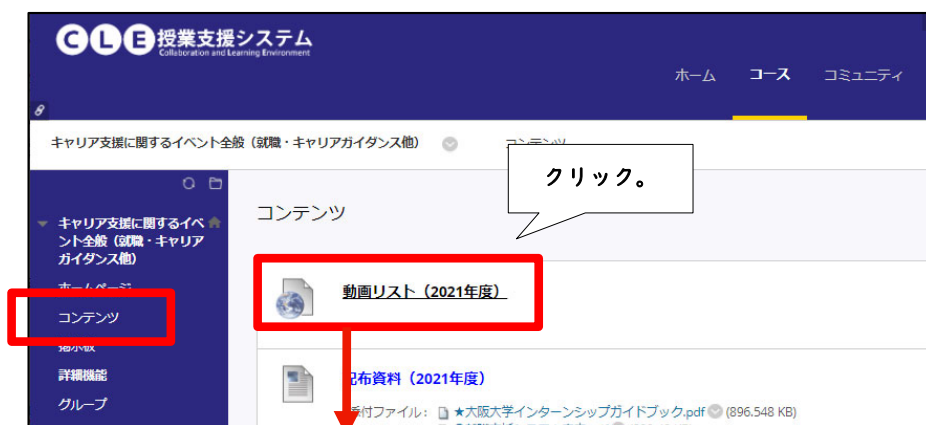 CLE授業支援システム
Collaboration and Learning Environment
ホーム コース コミュニティ
キャリア支援に関するイベント全般（就職・キャリアガイダンス他） コンテンツ
クリック。
キャリア支援に関するイベ
ント全般（就職・キャリア
ガイダンス他）
ホームページ
コンテンツ
掲示板
詳細機能
グループ
コンテンツ
動画リスト（2021年度）
配布資料（2021年度）
添付ファイル： ★大阪大学インターンシップガイドブック.pdf (896.548 KB)